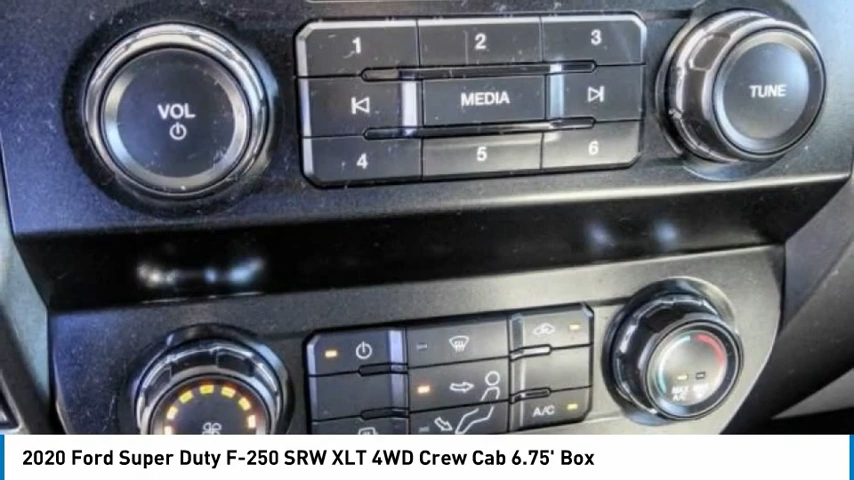 1 2 3
VOL
MEDIA
TUNE
4 5 6
A/C
MAX
A/C
2020 Ford Super Duty F-250 SRW XLT 4WD Crew Cab 6.75' Box